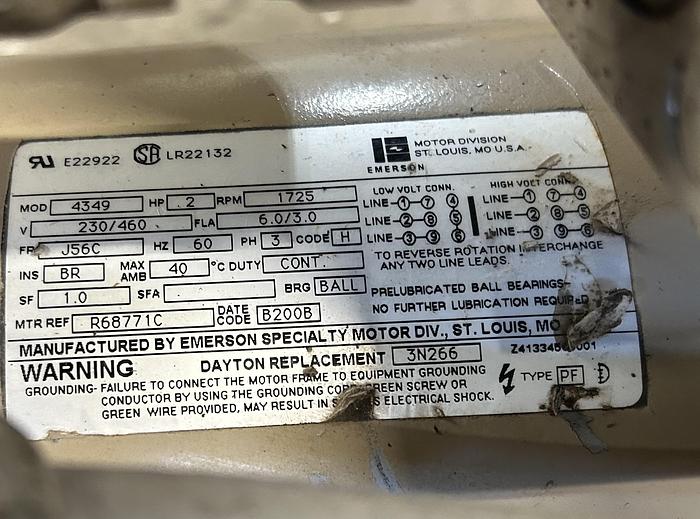 E22922 LR22132
MOTOR DIVISION
ST. LOUIS, MO U.S.A.
EMERSON
MOD 4349 HP 2 RPM 1725
V 230/460 FLA 6.0/3.0
FR J56C HZ 60 PH 3 CODE H
INS BR MAX AMB 40 °C DUTY CONT.
SF 1.0 SFA BRG BALL
MTR REF R68771C DATE CODE B200B
LOW VOLT CONN. HIGH VOLT CONN.
LINE 1 7 4 LINE 1 7 4
LINE 2 8 5 LINE 2 8 5
LINE 3 9 6 LINE 3 9 6
TO REVERSE ROTATION INTERCHANGE
ANY TWO LINE LEADS.
PRELUBRICATED BALL BEARINGS-
NO FURTHER LUBRICATION REQUIRED
MANUFACTURED BY EMERSON SPECIALTY MOTOR DIV., ST. LOUIS, MO
WARNING DAYTON REPLACEMENT 3N266
GROUNDING- FAILURE TO CONNECT THE MOTOR FRAME TO EQUIPMENT GROUNDING
CONDUCTOR BY USING THE GROUNDING CORD GREEN SCREW OR
GREEN WIRE PROVIDED, MAY RESULT IN SERIOUS ELECTRICAL SHOCK.
TYPE PF